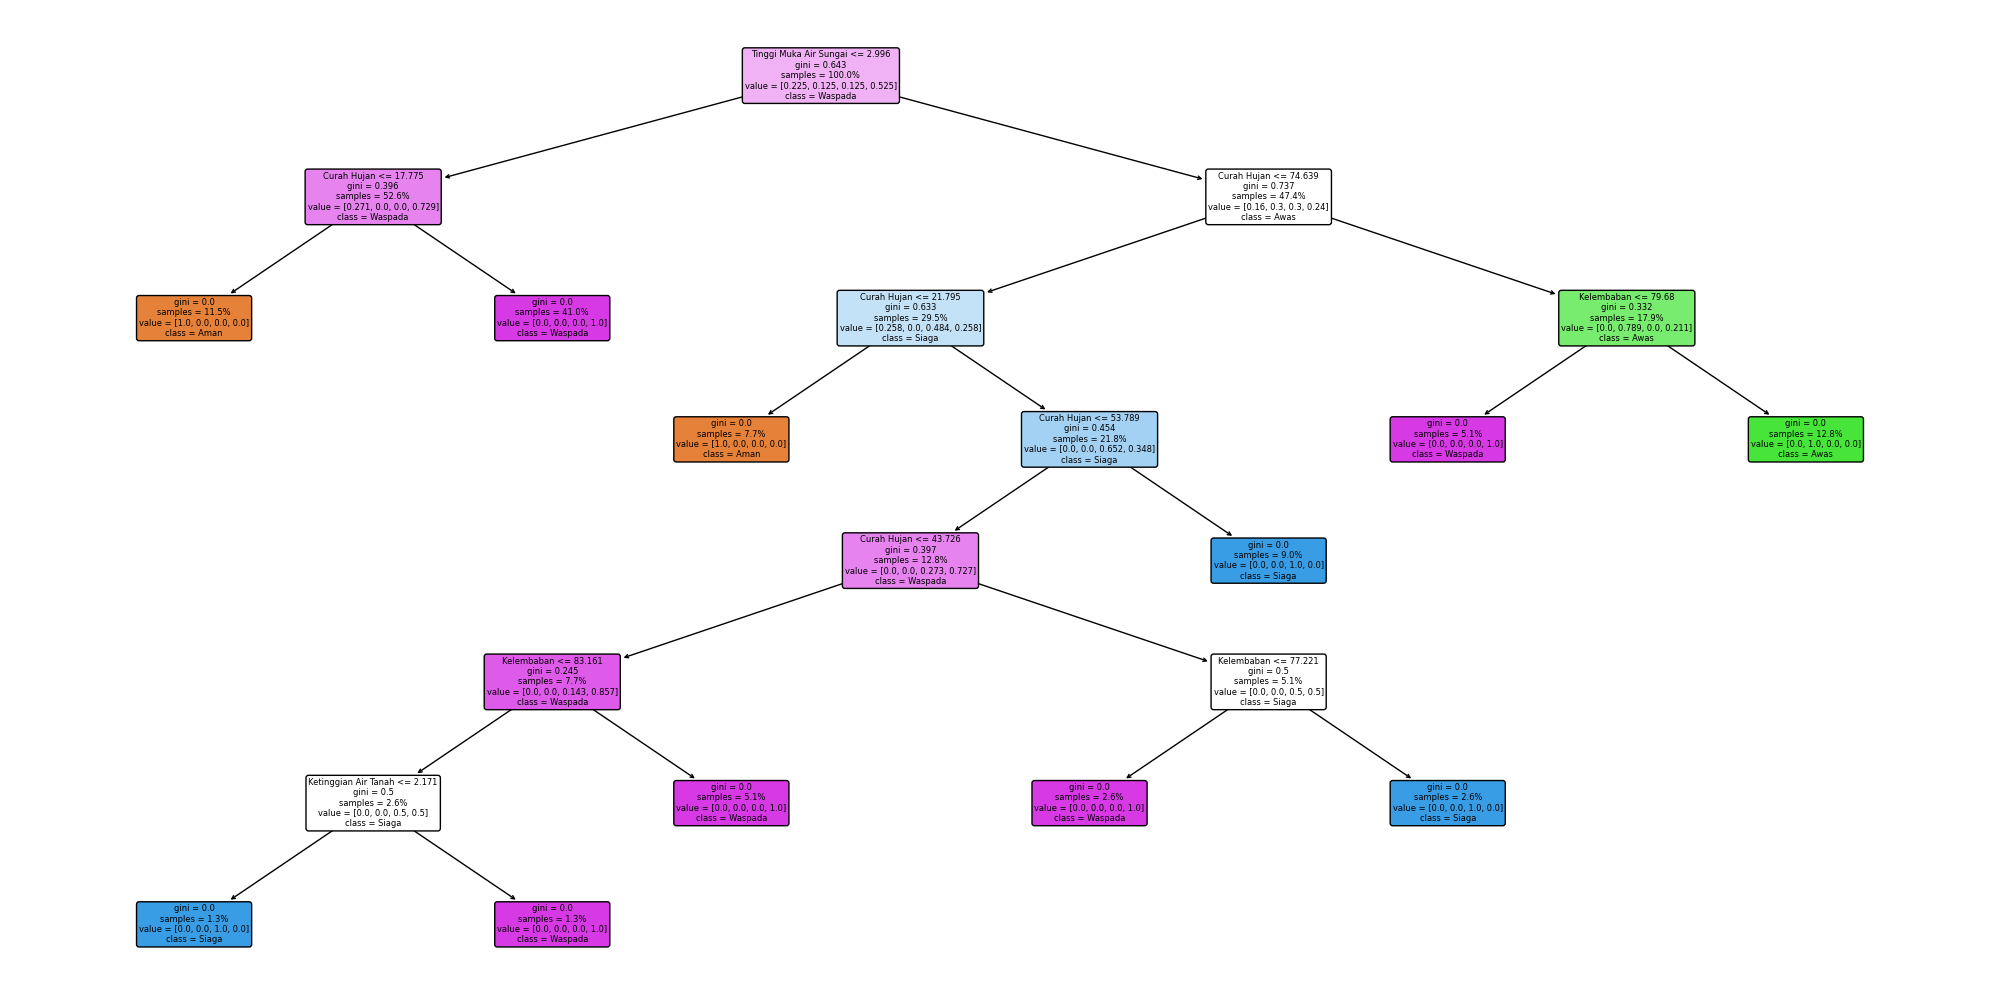 Tinggi Muka Air Sungai <= 2.996
gini = 0.643
samples = 100.0%
value = [0.225, 0.125, 0.125, 0.525]
class = Waspada
Curah Hujan <= 17.775
gini = 0.396
samples = 52.6%
value = [0.271, 0.0, 0.0, 0.729]
class = Waspada
Curah Hujan <= 74.639
gini = 0.737
samples = 47.4%
value = [0.16, 0.3, 0.3, 0.24]
class = Awas
gini = 0.0
samples = 11.5%
value = [1.0, 0.0, 0.0, 0.0]
class = Aman
gini = 0.0
samples = 41.0%
value = [0.0, 0.0, 0.0, 1.0]
class = Waspada
Curah Hujan <= 21.795
gini = 0.633
samples = 29.5%
value = [0.258, 0.0, 0.484, 0.258]
class = Siaga
Kelembaban <= 79.68
gini = 0.332
samples = 17.9%
value = [0.0, 0.789, 0.0, 0.211]
class = Awas
gini = 0.0
samples = 7.7%
value = [1.0, 0.0, 0.0, 0.0]
class = Aman
Curah Hujan <= 53.789
gini = 0.454
samples = 21.8%
value = [0.0, 0.0, 0.652, 0.348]
class = Siaga
gini = 0.0
samples = 5.1%
value = [0.0, 0.0, 0.0, 1.0]
class = Waspada
gini = 0.0
samples = 12.8%
value = [0.0, 1.0, 0.0, 0.0]
class = Awas
Curah Hujan <= 43.726
gini = 0.397
samples = 12.8%
value = [0.0, 0.0, 0.273, 0.727]
class = Waspada
gini = 0.0
samples = 9.0%
value = [0.0, 0.0, 1.0, 0.0]
class = Siaga
Kelembaban <= 83.161
gini = 0.245
samples = 7.7%
value = [0.0, 0.0, 0.143, 0.857]
class = Waspada
Kelembaban <= 77.221
gini = 0.5
samples = 5.1%
value = [0.0, 0.0, 0.5, 0.5]
class = Siaga
Ketinggian Air Tanah <= 2.171
gini = 0.5
samples = 2.6%
value = [0.0, 0.0, 0.5, 0.5]
class = Siaga
gini = 0.0
samples = 5.1%
value = [0.0, 0.0, 0.0, 1.0]
class = Waspada
gini = 0.0
samples = 2.6%
value = [0.0, 0.0, 0.0, 1.0]
class = Waspada
gini = 0.0
samples = 2.6%
value = [0.0, 0.0, 1.0, 0.0]
class = Siaga
gini = 0.0
samples = 1.3%
value = [0.0, 0.0, 1.0, 0.0]
class = Siaga
gini = 0.0
samples = 1.3%
value = [0.0, 0.0, 0.0, 1.0]
class = Waspada